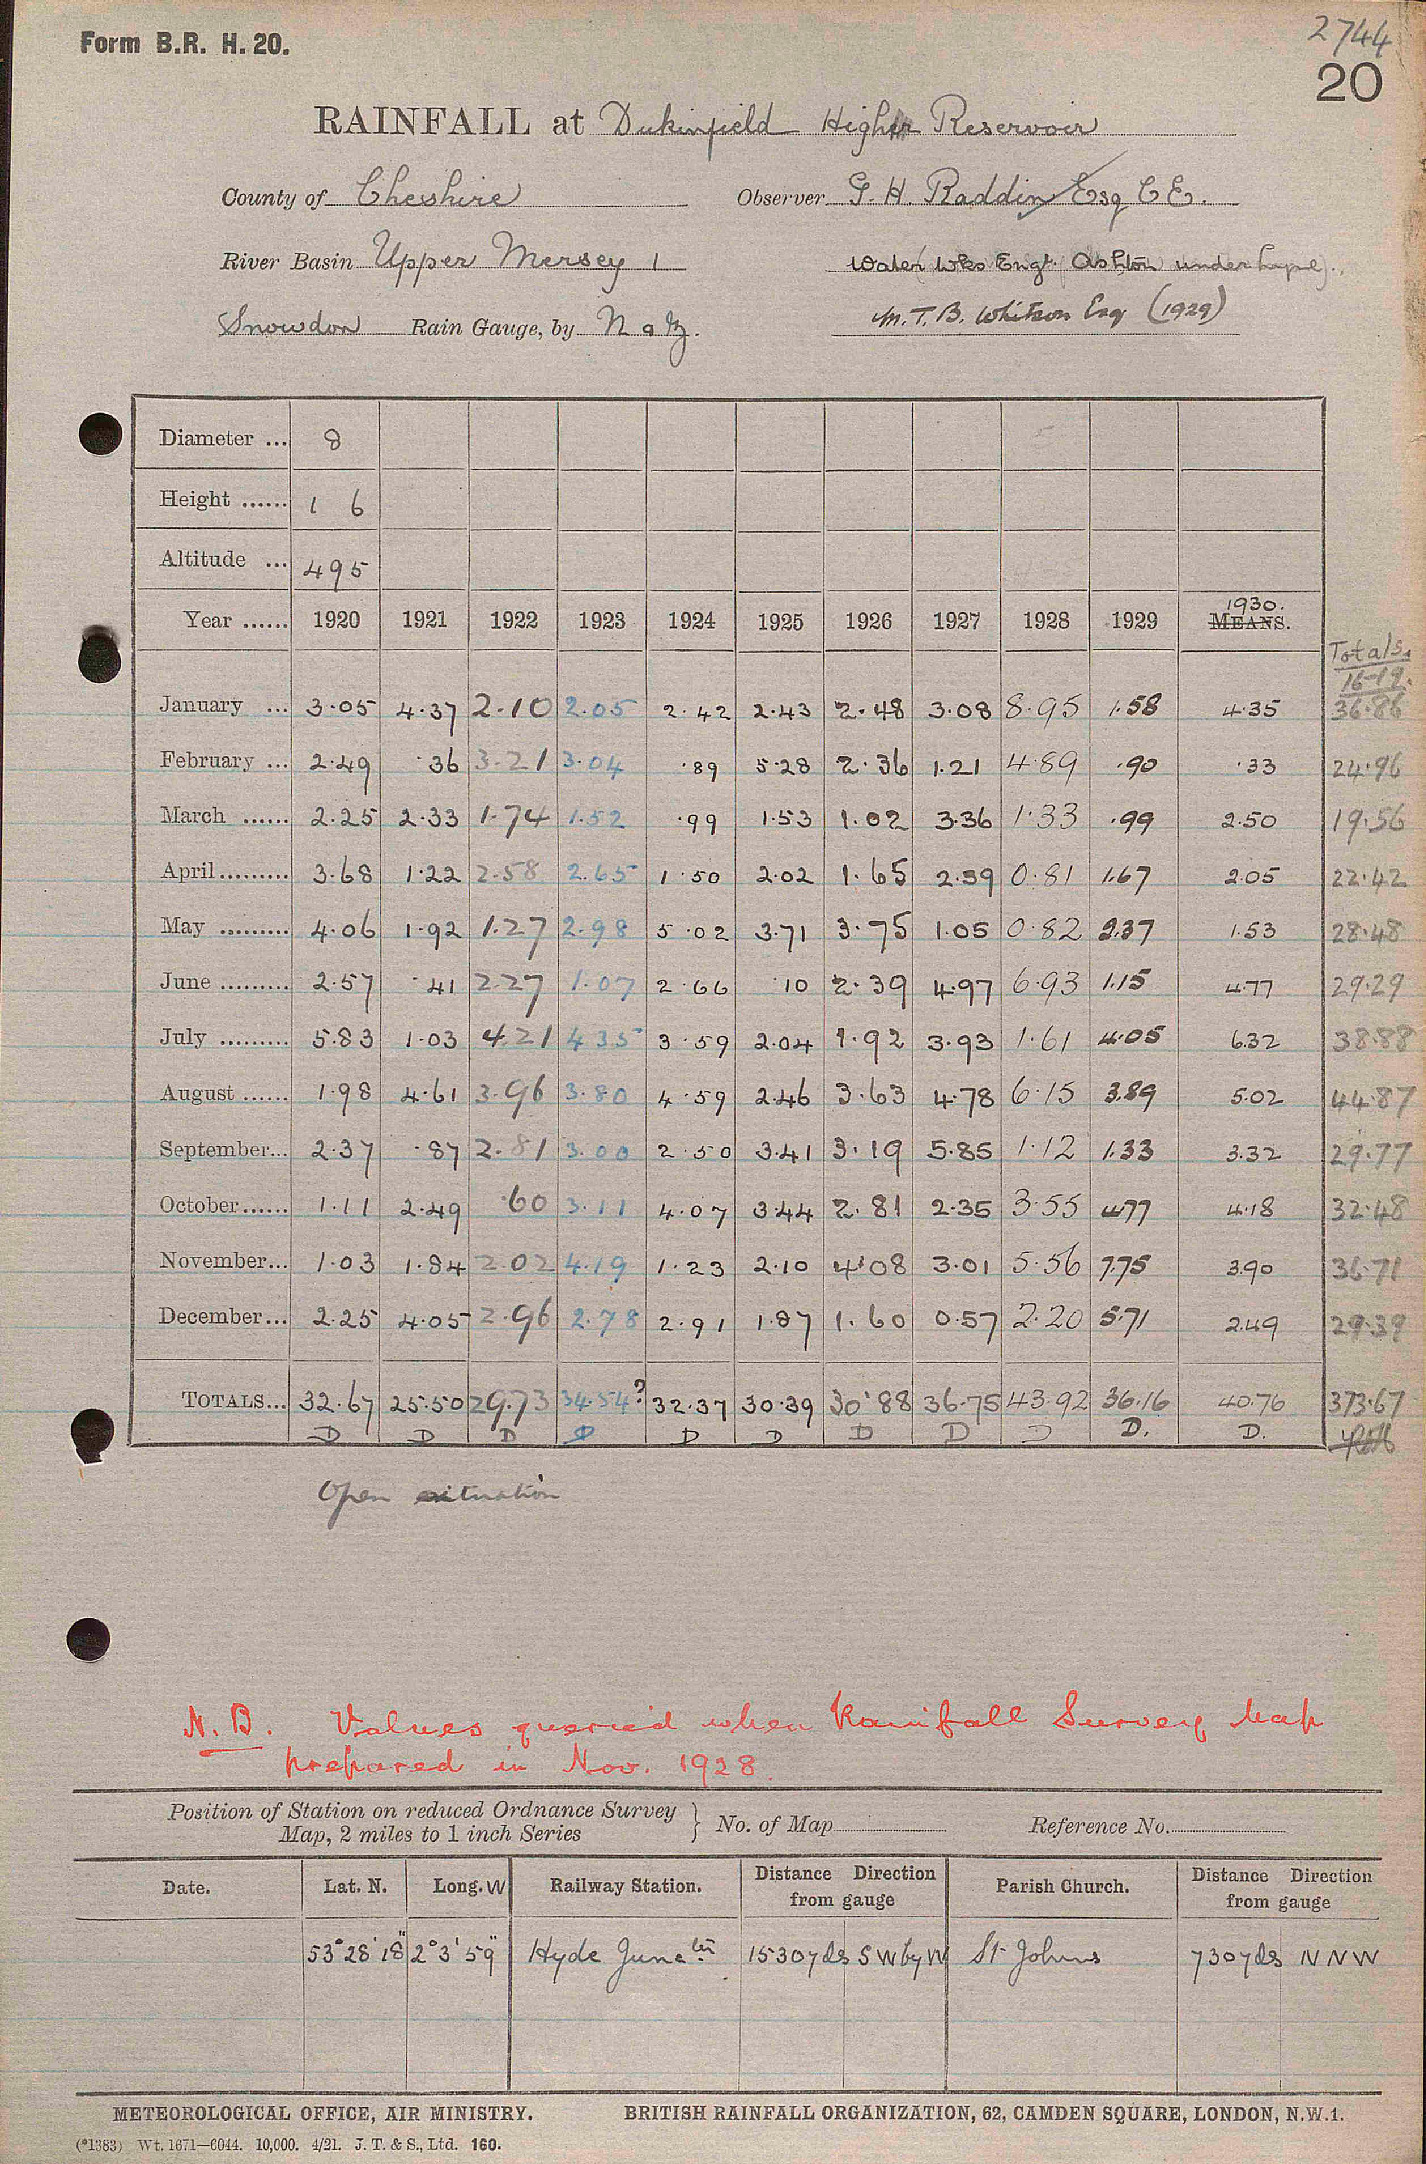 2744
Form B.R. H. 20.
20
RAINFALL at Dukinfield Higher Reservoir
County of Cheshire Observer G. H. Raddin Esq C E.
River Basin Upper Mersey 1 Water Wks Engr. (Ashton under Lyne).
Snowdon Rain Gauge, by N & Z. M. T. B. Whitson Esq (1929)
Diameter ... 8
Height ...... 1 6
Altitude ... 495
Year ...... 1920 1921 1922 1923 1924 1925 1926 1927 1928 1929 1930. MEANS. Totals.
16-19.
January ... 3.05 4.37 2.10 2.05 2.42 2.43 2.48 3.08 8.95 1.58 4.35 36.86
February ... 2.49 .36 3.21 3.04 .89 5.28 2.36 1.21 4.89 .90 .33 24.96
March ...... 2.25 2.33 1.74 1.52 .99 1.53 1.02 3.36 1.33 .99 2.50 19.56
April ......... 3.68 1.22 2.58 2.65 1.50 2.02 1.65 2.59 0.81 1.67 2.05 22.42
May ......... 4.06 1.92 1.27 2.98 5.02 3.71 3.75 1.05 0.82 2.37 1.53 28.48
June ......... 2.57 .41 2.27 1.07 2.66 .10 2.39 4.97 6.93 1.15 4.77 29.29
July ......... 5.83 1.03 4.21 4.35 3.59 2.04 1.92 3.93 1.61 4.05 6.32 38.88
August ...... 1.98 4.61 3.96 3.80 4.59 2.46 3.63 4.78 6.15 3.89 5.02 44.87
September... 2.37 .87 2.81 3.00 2.50 3.41 3.19 5.85 1.12 1.33 3.32 29.77
October...... 1.11 2.49 .60 3.11 4.07 3.44 2.81 2.35 3.55 4.77 4.18 32.48
November... 1.03 1.84 2.02 4.19 1.23 2.10 4.08 3.01 5.56 7.75 3.90 36.71
December... 2.25 4.05 2.96 2.78 2.91 1.87 1.60 0.57 2.20 5.71 2.49 29.39
TOTALS... 32.67 25.50 29.73 34.54? 32.37 30.39 30.88 36.75 43.92 36.16 40.76 373.67
D D D D D D D D D D. D.
Open situation
N.B. Values queried when Rainfall Survey Map
prepared in Nov. 1928.
Position of Station on reduced Ordnance Survey
Map, 2 miles to 1 inch Series } No. of Map Reference No.
Date. Lat. N. Long. W Railway Station. Distance Direction from gauge Parish Church. Distance Direction from gauge
53° 28' 18" 2° 3' 59" Hyde Junctn 1530 yds S W by W St Johns 730 yds N N W
METEOROLOGICAL OFFICE, AIR MINISTRY. BRITISH RAINFALL ORGANIZATION, 62, CAMDEN SQUARE, LONDON, N.W.1.
(*1383) Wt. 1671—6044. 10,000. 4/21. J. T. & S., Ltd. 160.